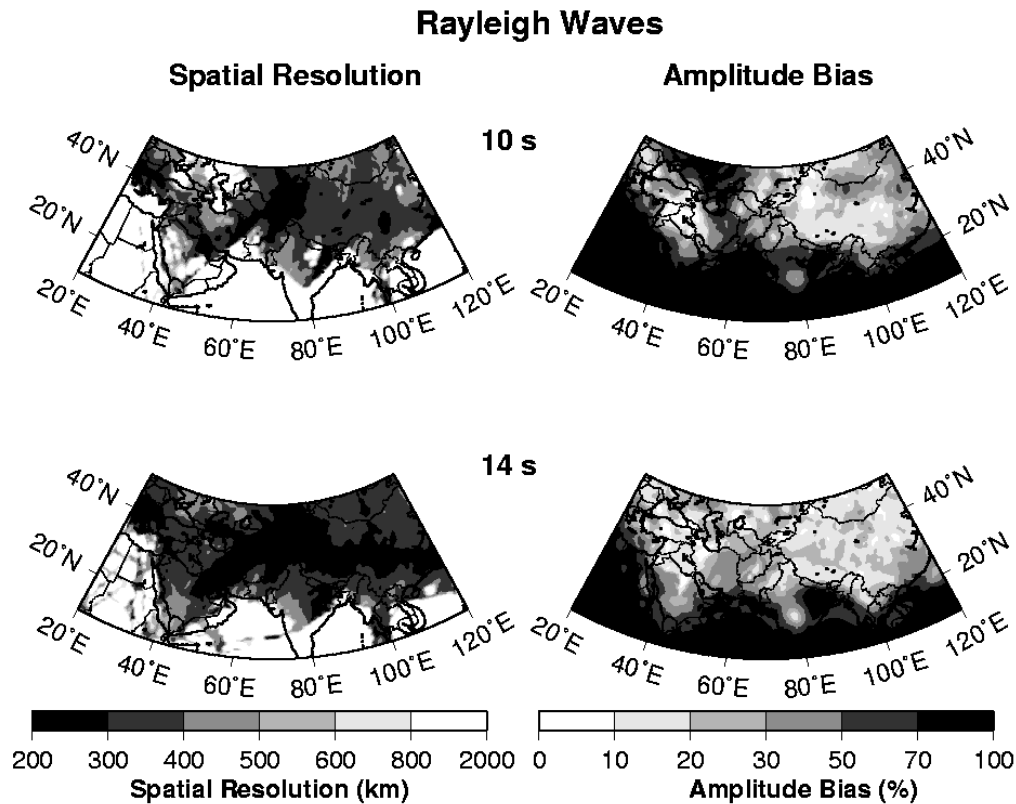 Rayleigh Waves
Spatial Resolution
Amplitude Bias
10 s
40˚N
20˚N
20˚E
40˚E
60˚E
80˚E
100˚E
120˚E
40˚N
20˚N
20˚E
40˚E
60˚E
80˚E
100˚E
120˚E
14 s
40˚N
20˚N
20˚E
40˚E
60˚E
80˚E
100˚E
120˚E
40˚N
20˚N
20˚E
40˚E
60˚E
80˚E
100˚E
120˚E
200 300 400 500 600 800 2000
Spatial Resolution (km)
0 10 20 30 50 70 100
Amplitude Bias (%)